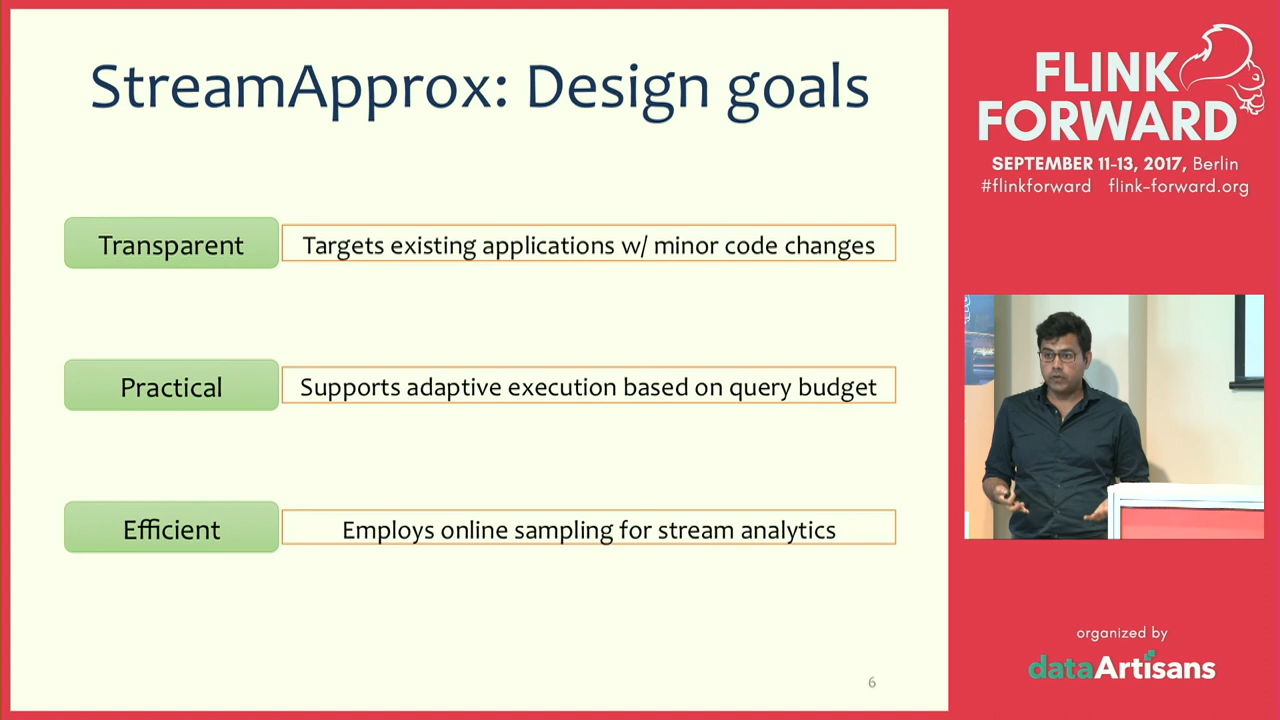 StreamApprox: Design goals
Transparent
Targets existing applications w/ minor code changes
Practical
Supports adaptive execution based on query budget
Efficient
Employs online sampling for stream analytics
6
FLINK
FORWARD
SEPTEMBER 11-13, 2017, Berlin
#flinkforward flink-forward.org
organized by
dataArtisans